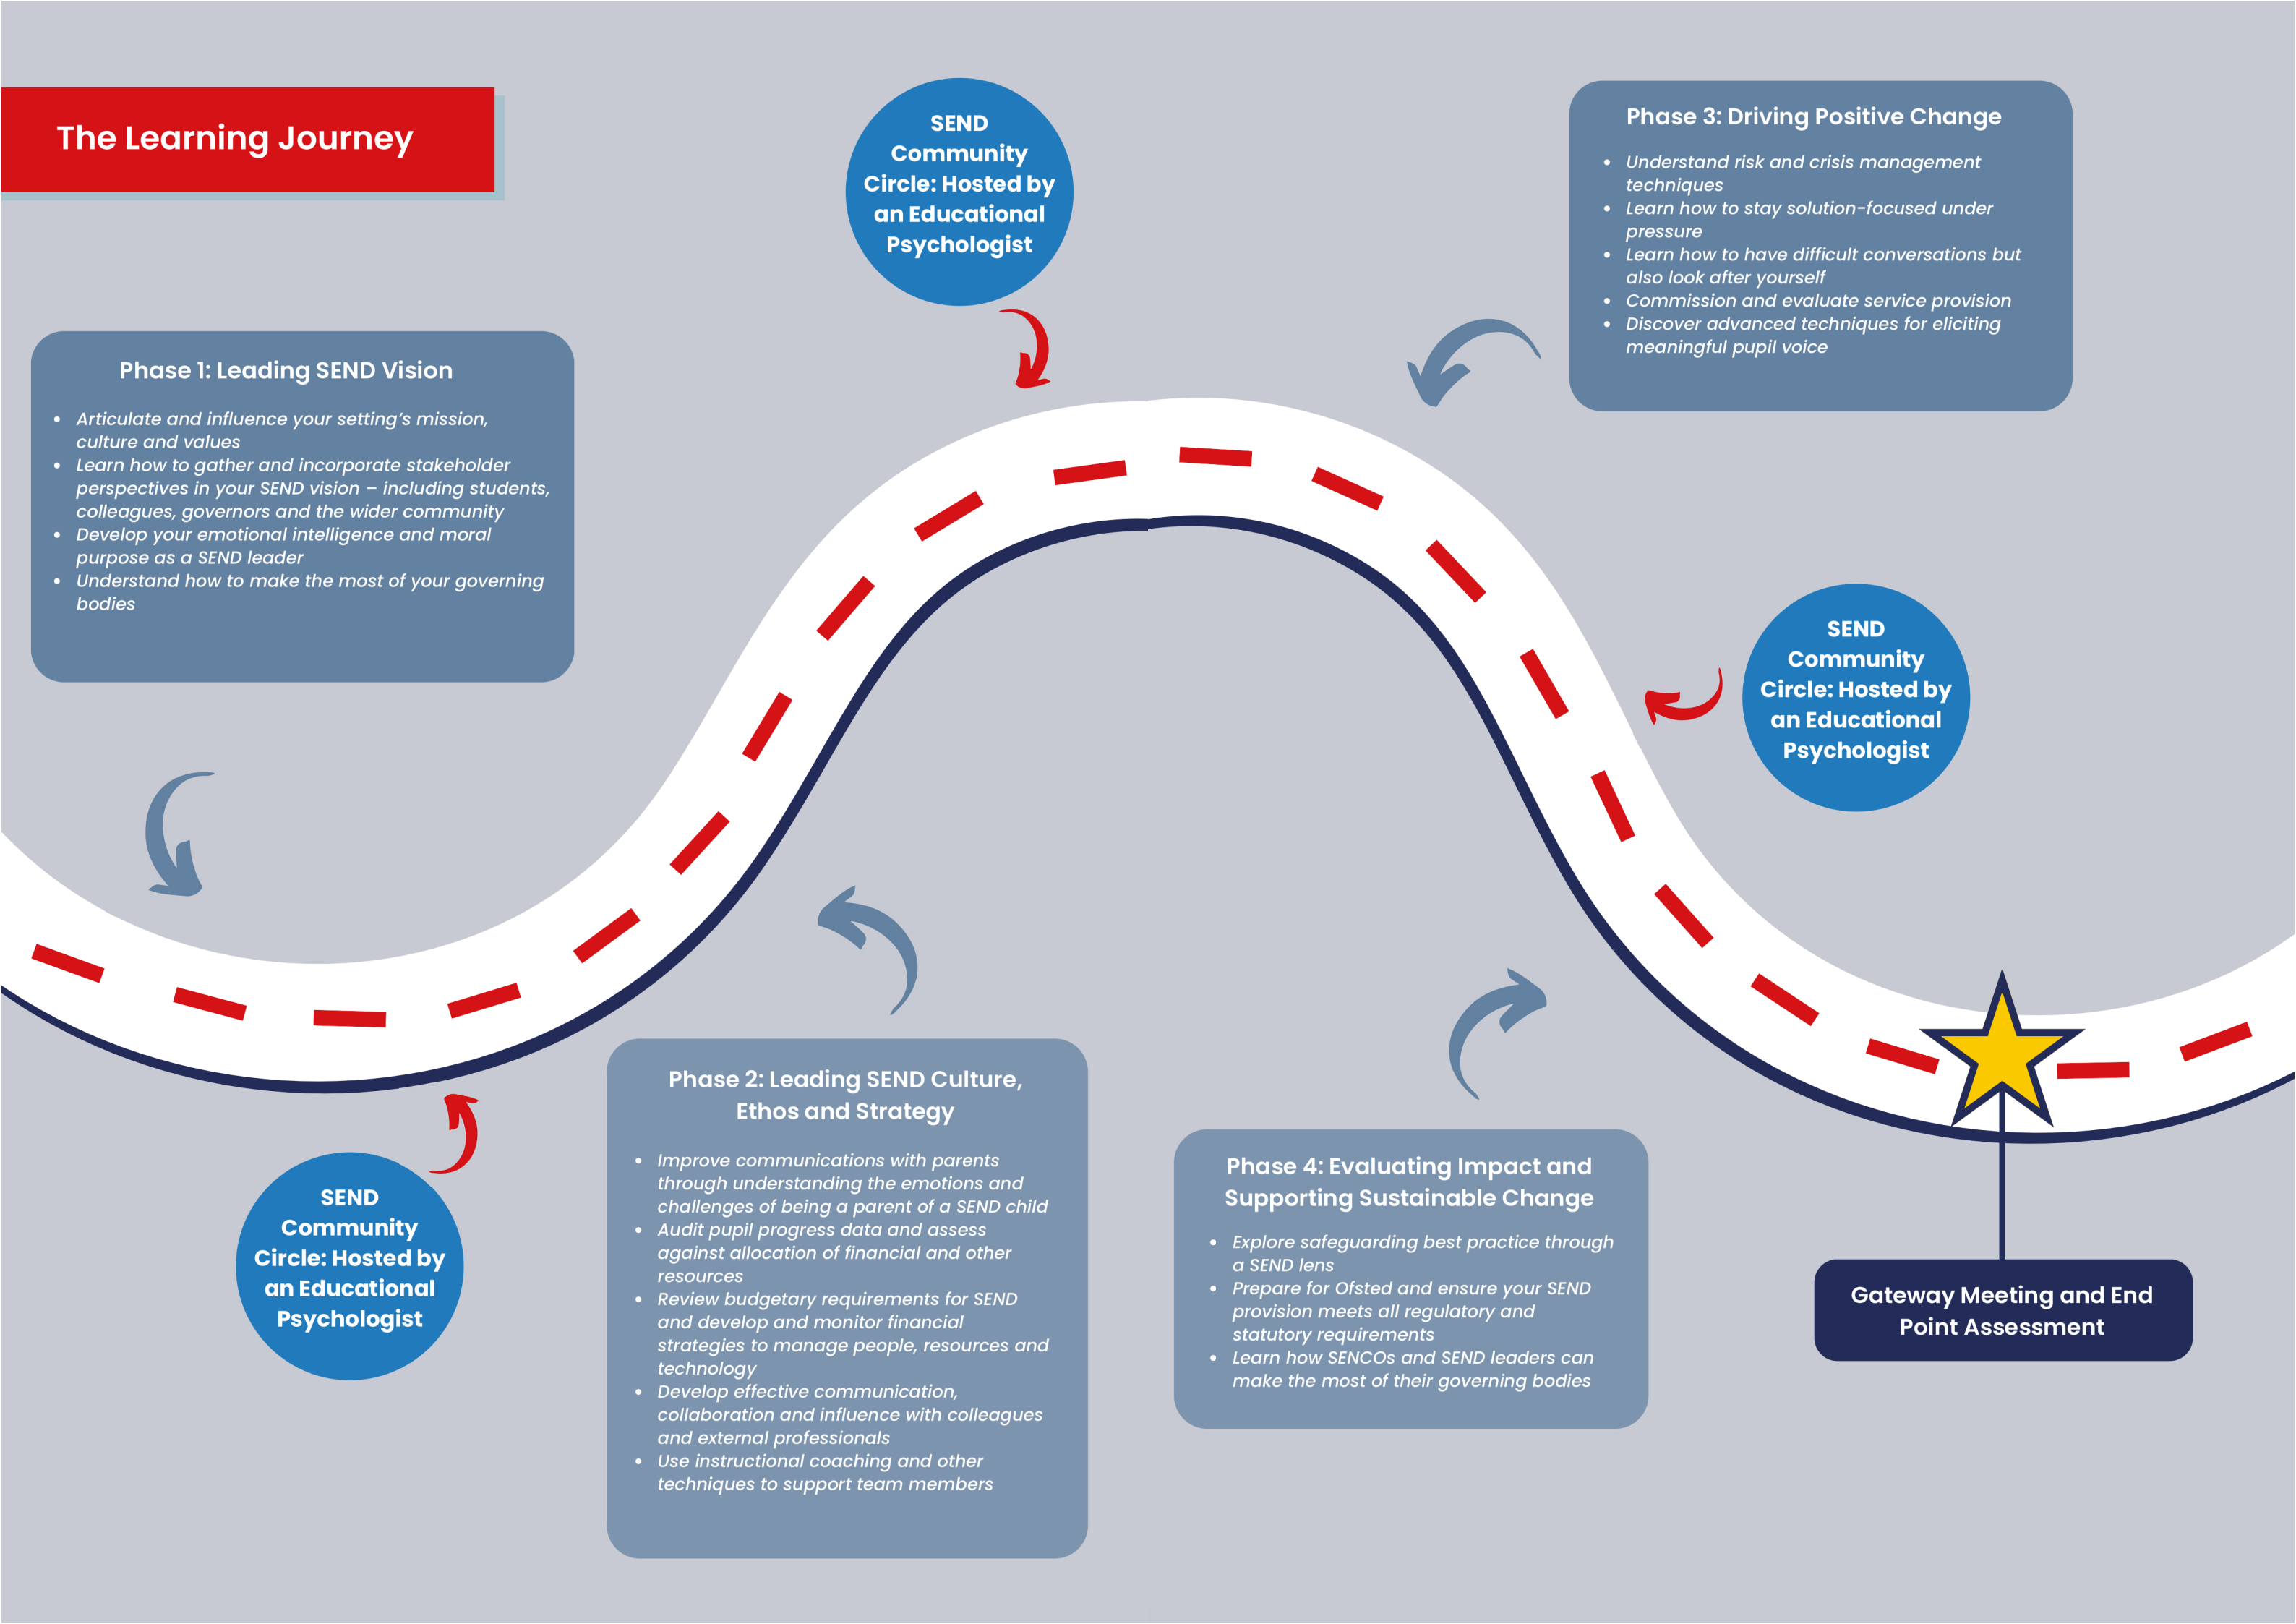 The Learning Journey
Phase 1: Leading SEND Vision
• Articulate and influence your setting's mission,
culture and values
• Learn how to gather and incorporate stakeholder
perspectives in your SEND vision – including students,
colleagues, governors and the wider community
• Develop your emotional intelligence and moral
purpose as a SEND leader
• Understand how to make the most of your governing
bodies
SEND
Community
Circle: Hosted by
an Educational
Psychologist
Phase 2: Leading SEND Culture,
Ethos and Strategy
• Improve communications with parents
through understanding the emotions and
challenges of being a parent of a SEND child
• Audit pupil progress data and assess
against allocation of financial and other
resources
• Review budgetary requirements for SEND
and develop and monitor financial
strategies to manage people, resources and
technology
• Develop effective communication,
collaboration and influence with colleagues
and external professionals
• Use instructional coaching and other
techniques to support team members
SEND
Community
Circle: Hosted by
an Educational
Psychologist
Phase 3: Driving Positive Change
• Understand risk and crisis management
techniques
• Learn how to stay solution-focused under
pressure
• Learn how to have difficult conversations but
also look after yourself
• Commission and evaluate service provision
• Discover advanced techniques for eliciting
meaningful pupil voice
SEND
Community
Circle: Hosted by
an Educational
Psychologist
Phase 4: Evaluating Impact and
Supporting Sustainable Change
• Explore safeguarding best practice through
a SEND lens
• Prepare for Ofsted and ensure your SEND
provision meets all regulatory and
statutory requirements
• Learn how SENCOs and SEND leaders can
make the most of their governing bodies
Gateway Meeting and End
Point Assessment